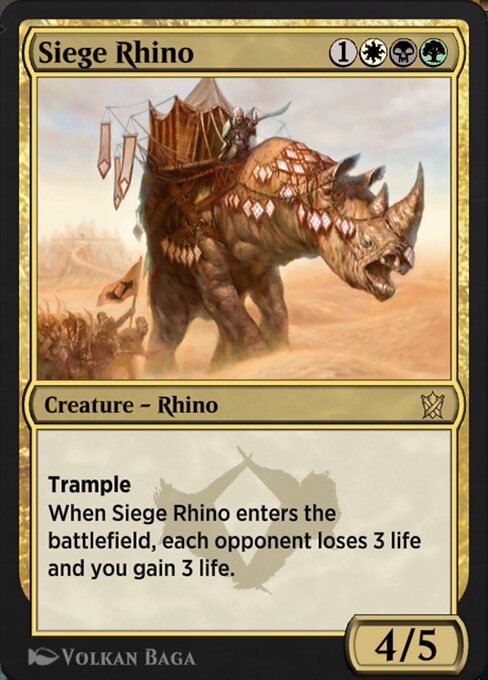 Siege Rhino 1
Creature – Rhino
Trample
When Siege Rhino enters the
battlefield, each opponent loses 3 life
and you gain 3 life.
4/5
Volkan Baga